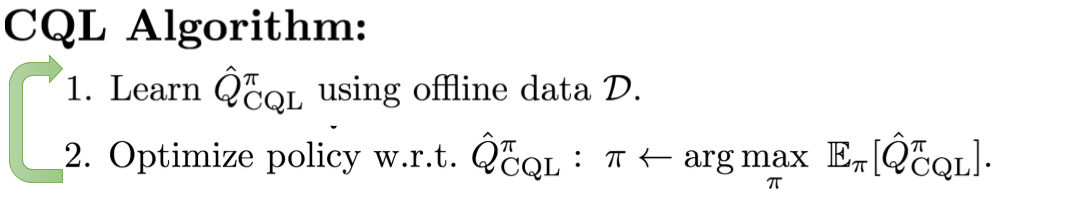 CQL Algorithm:
1. Learn Q̂^π_CQL using offline data 𝒟.
2. Optimize policy w.r.t. Q̂^π_CQL : π ← arg max_π 𝔼_π[Q̂^π_CQL].